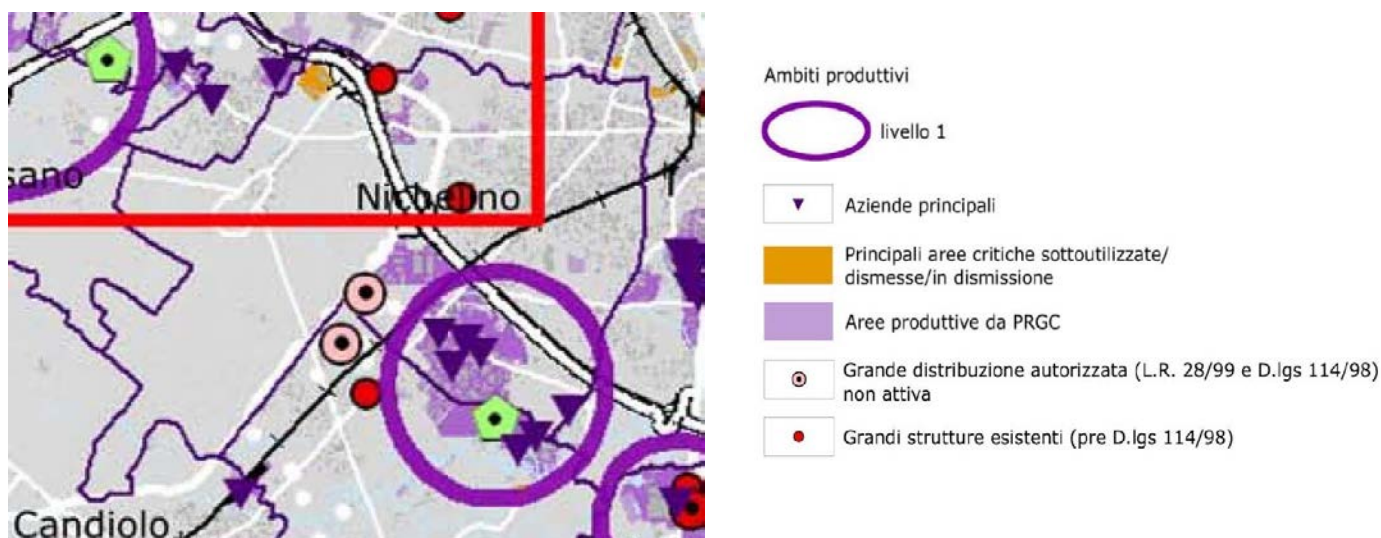 sano
Nichelino
Candiolo
Ambiti produttivi
livello 1
Aziende principali
Principali aree critiche sottoutilizzate/
dismesse/in dismissione
Aree produttive da PRGC
Grande distribuzione autorizzata (L.R. 28/99 e D.lgs 114/98)
non attiva
Grandi strutture esistenti (pre D.lgs 114/98)